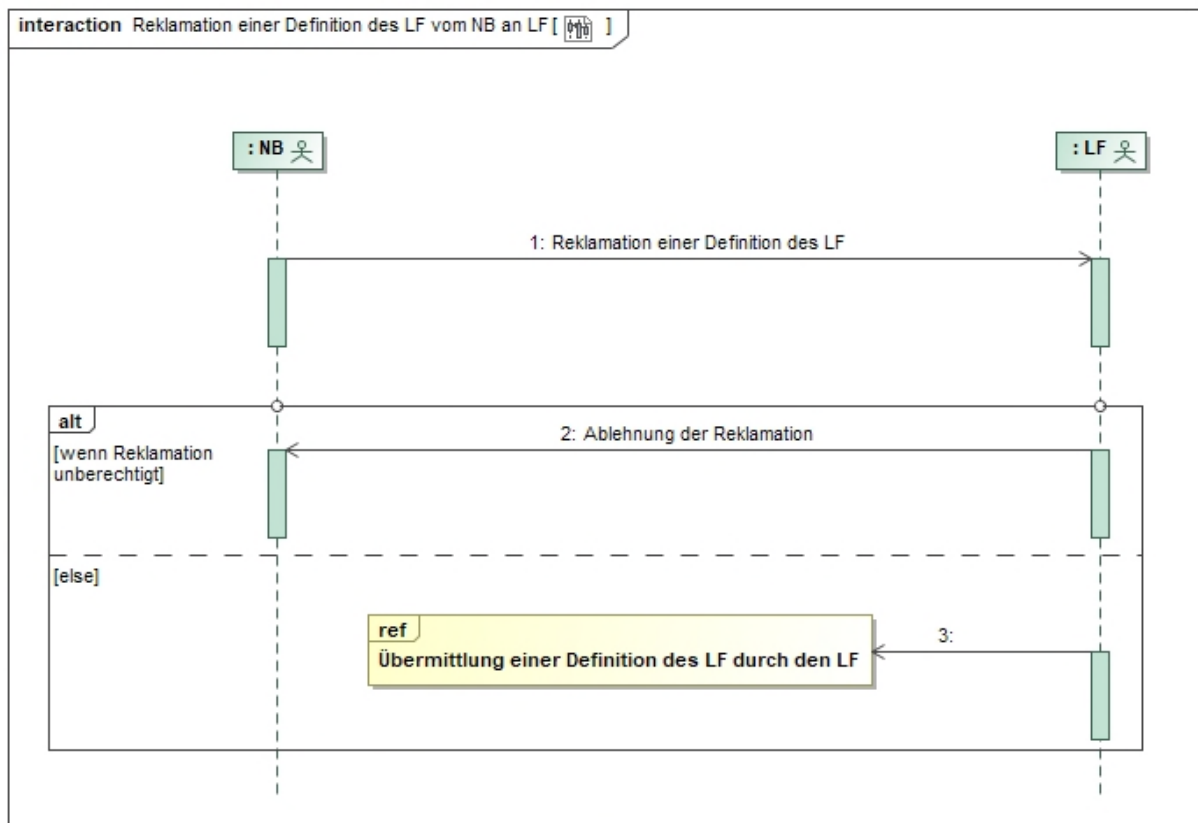 interaction Reklamation einer Definition des LF vom NB an LF [ ]
: NB
: LF
1: Reklamation einer Definition des LF
alt
[wenn Reklamation
unberechtigt]
2: Ablehnung der Reklamation
[else]
ref
Übermittlung einer Definition des LF durch den LF
3: